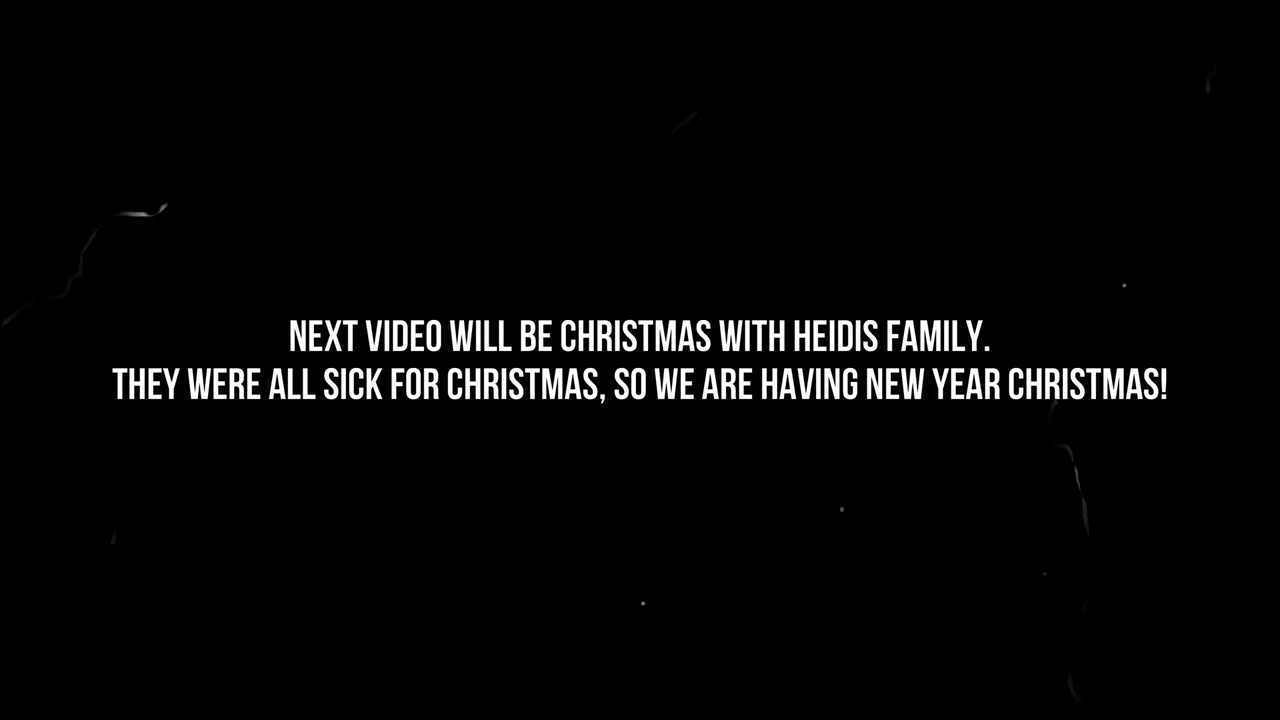 NEXT VIDEO WILL BE CHRISTMAS WITH HEIDIS FAMILY.
THEY WERE ALL SICK FOR CHRISTMAS, SO WE ARE HAVING NEW YEAR CHRISTMAS!